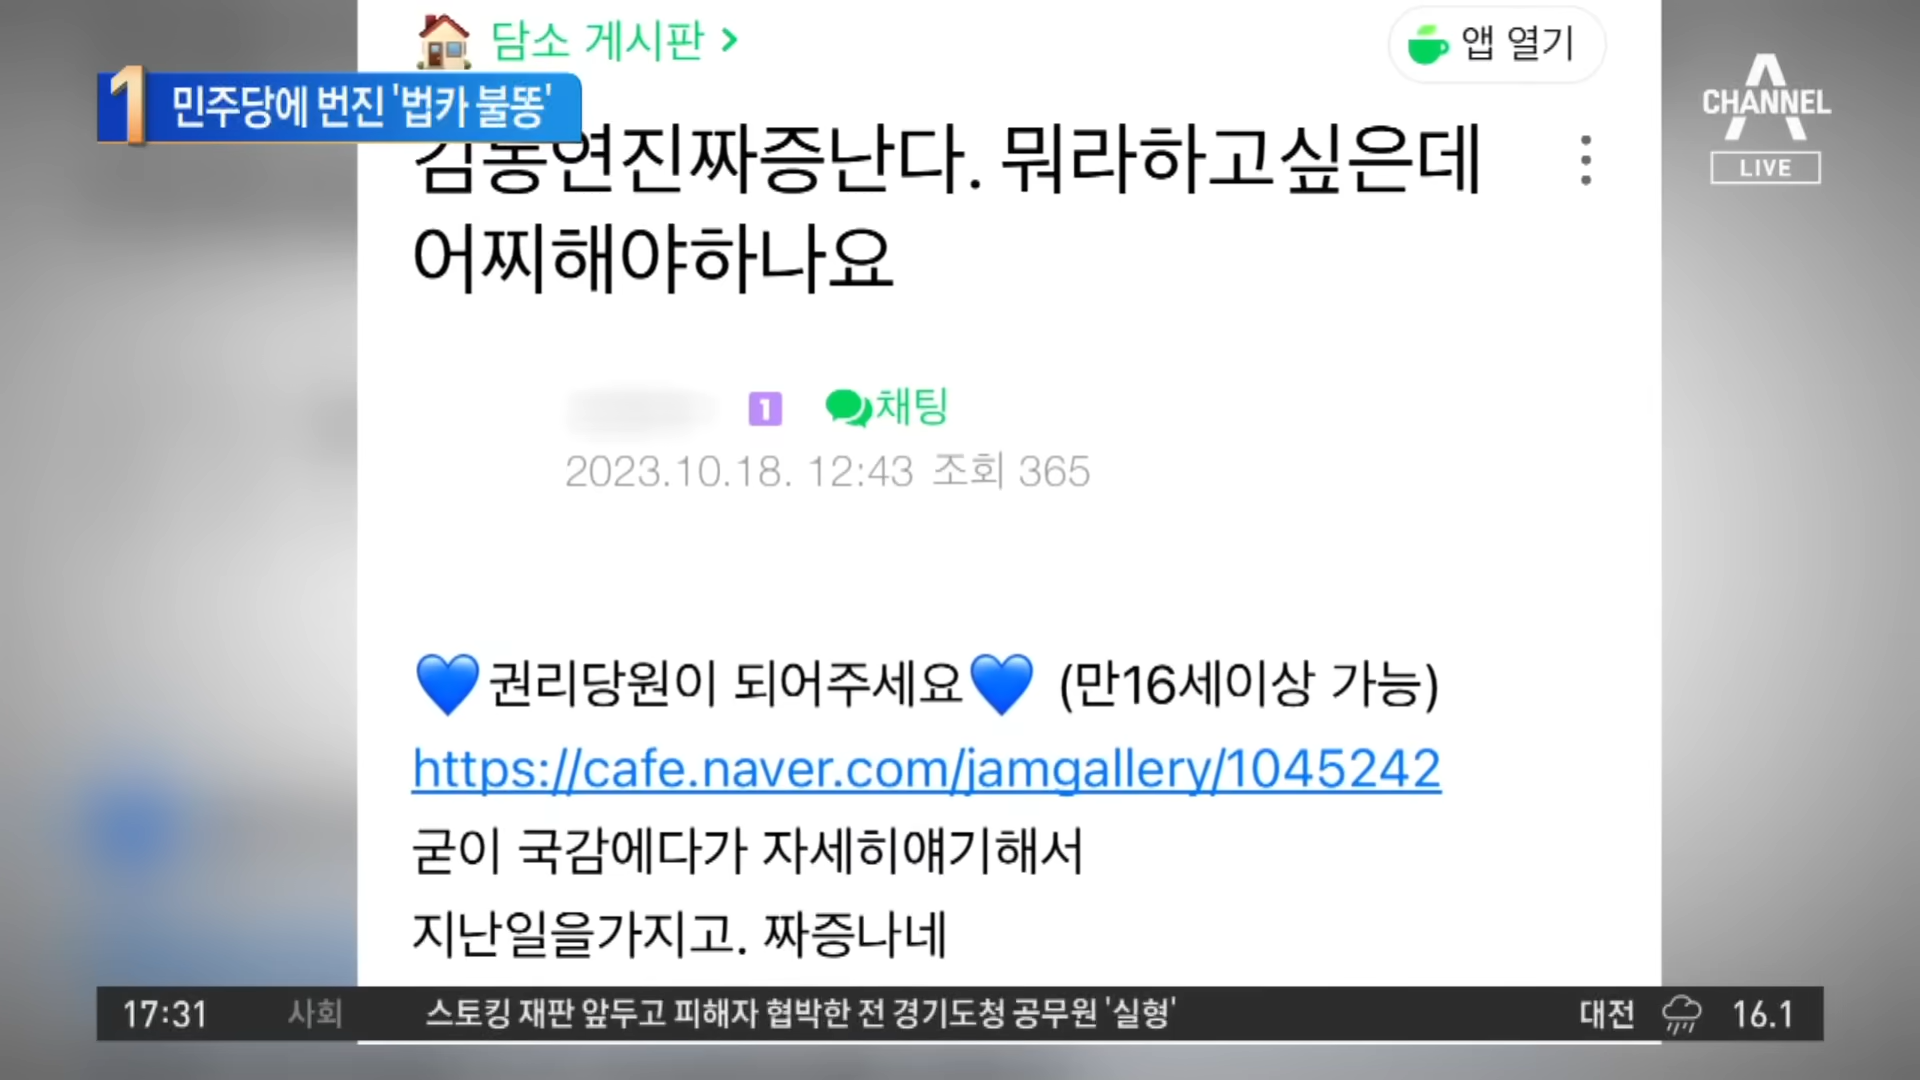 담소 게시판 >
앱 열기
1 민주당에 번진 '법카 불똥'
CHANNEL A
LIVE
김동연진짜증난다. 뭐라하고싶은데
어찌해야하나요
1 채팅
2023.10.18. 12:43 조회 365
💙권리당원이 되어주세요💙 (만16세이상 가능)
https://cafe.naver.com/jamgallery/1045242
굳이 국감에다가 자세히얘기해서
지난일을가지고. 짜증나네
17:31 사회 스토킹 재판 앞두고 피해자 협박한 전 경기도청 공무원 '실형' 대전 16.1